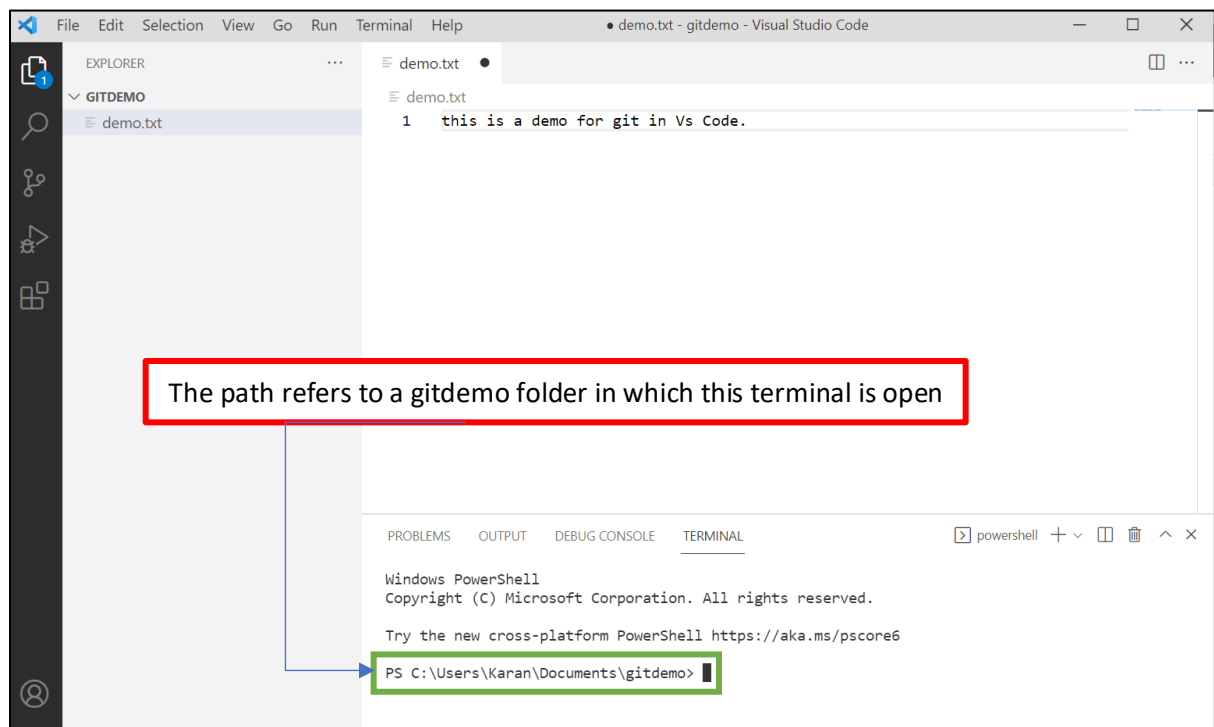 File Edit Selection View Go Run Terminal Help ● demo.txt - gitdemo - Visual Studio Code
EXPLORER ...
demo.txt ●
...
1
GITDEMO
demo.txt
demo.txt
1 this is a demo for git in Vs Code.
The path refers to a gitdemo folder in which this terminal is open
PROBLEMS OUTPUT DEBUG CONSOLE TERMINAL powershell
Windows PowerShell
Copyright (C) Microsoft Corporation. All rights reserved.
Try the new cross-platform PowerShell https://aka.ms/pscore6
PS C:\Users\Karan\Documents\gitdemo>